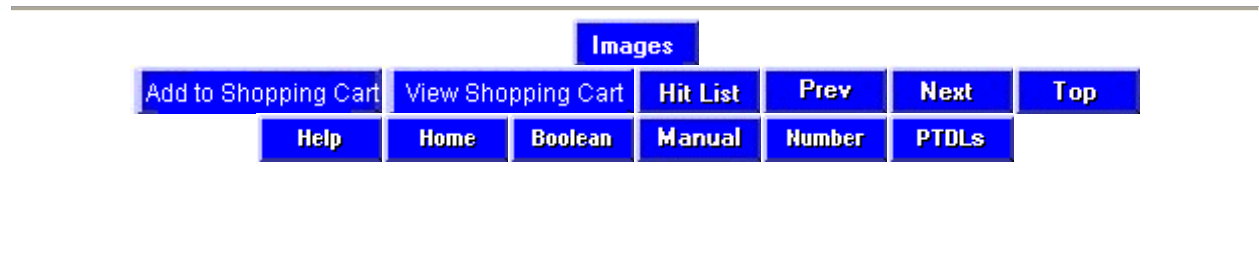 Images
Add to Shopping Cart View Shopping Cart Hit List Prev Next Top
Help Home Boolean Manual Number PTDLs